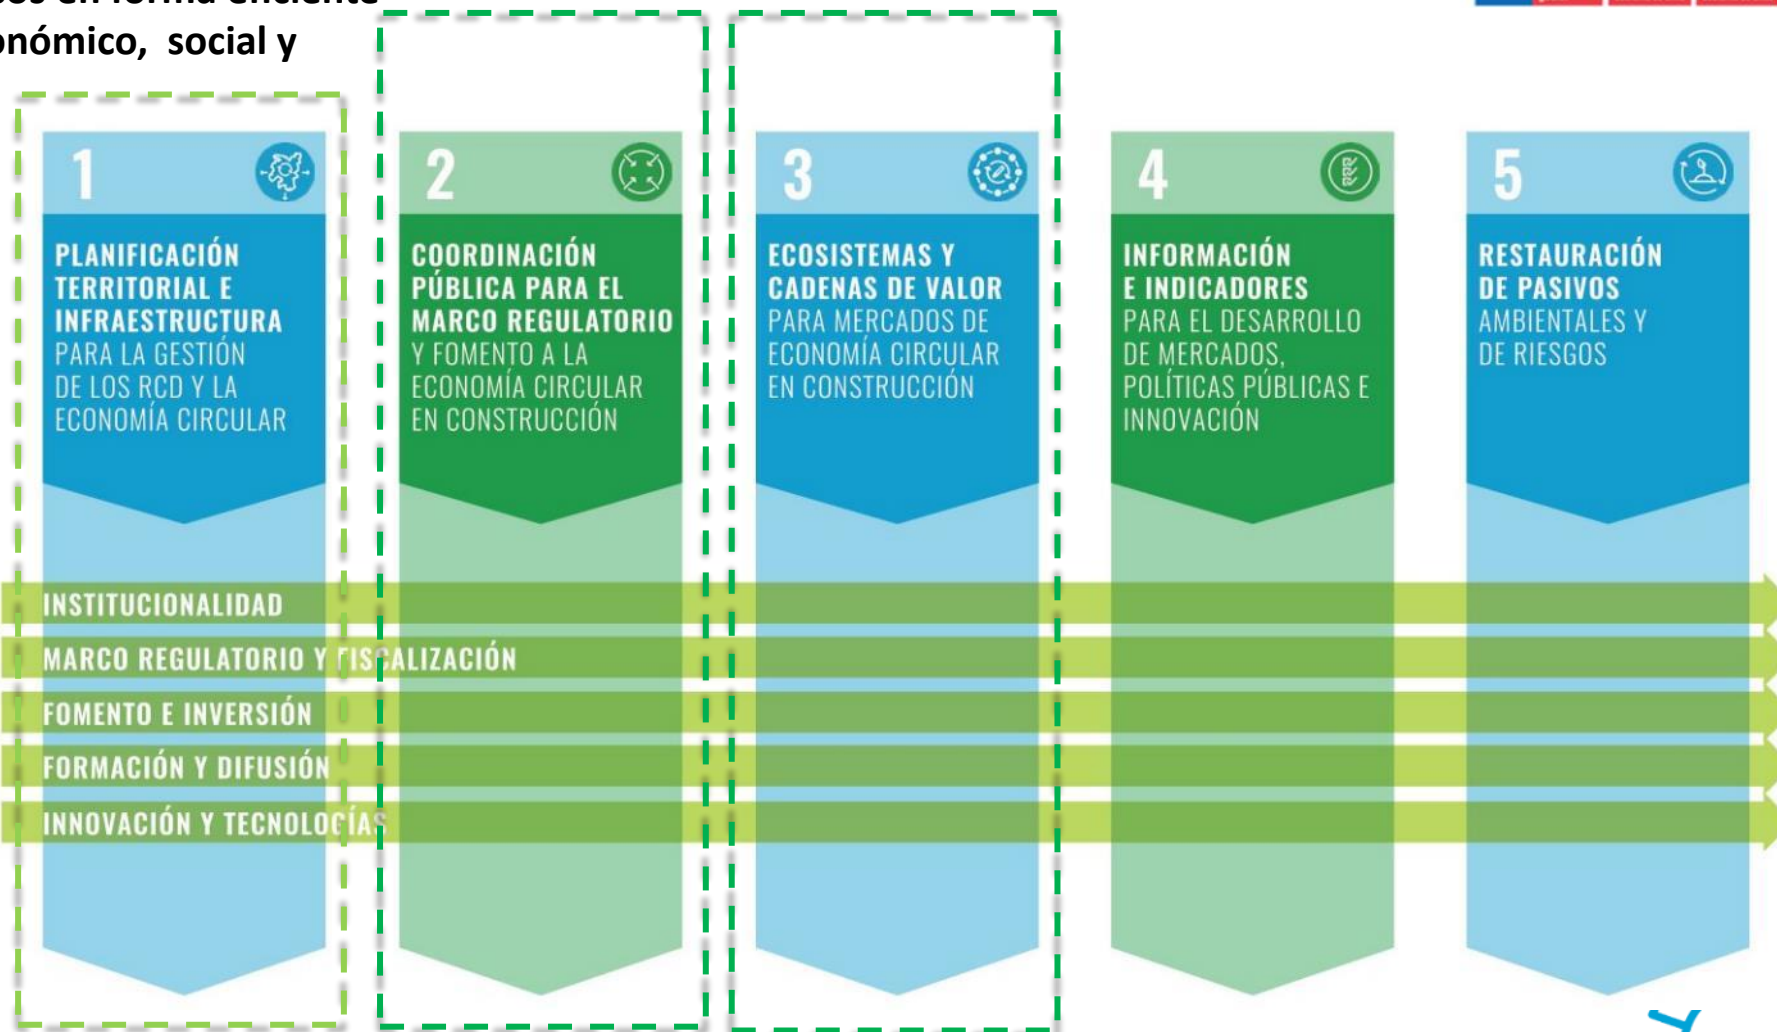 en forma eficiente
social y
1
PLANIFICACIÓN
TERRITORIAL E
INFRAESTRUCTURA
PARA LA GESTIÓN
DE LOS RCD Y LA
ECONOMÍA CIRCULAR
2
COORDINACIÓN
PÚBLICA PARA EL
MARCO REGULATORIO
Y FOMENTO A LA
ECONOMÍA CIRCULAR
EN CONSTRUCCIÓN
3
ECOSISTEMAS Y
CADENAS DE VALOR
PARA MERCADOS DE
ECONOMÍA CIRCULAR
EN CONSTRUCCIÓN
4
INFORMACIÓN
E INDICADORES
PARA EL DESARROLLO
DE MERCADOS,
POLÍTICAS PÚBLICAS E
INNOVACIÓN
5
RESTAURACIÓN
DE PASIVOS
AMBIENTALES Y
DE RIESGOS
INSTITUCIONALIDAD
MARCO REGULATORIO Y FISCALIZACIÓN
FOMENTO E INVERSIÓN
FORMACIÓN Y DIFUSIÓN
INNOVACIÓN Y TECNOLOGÍAS